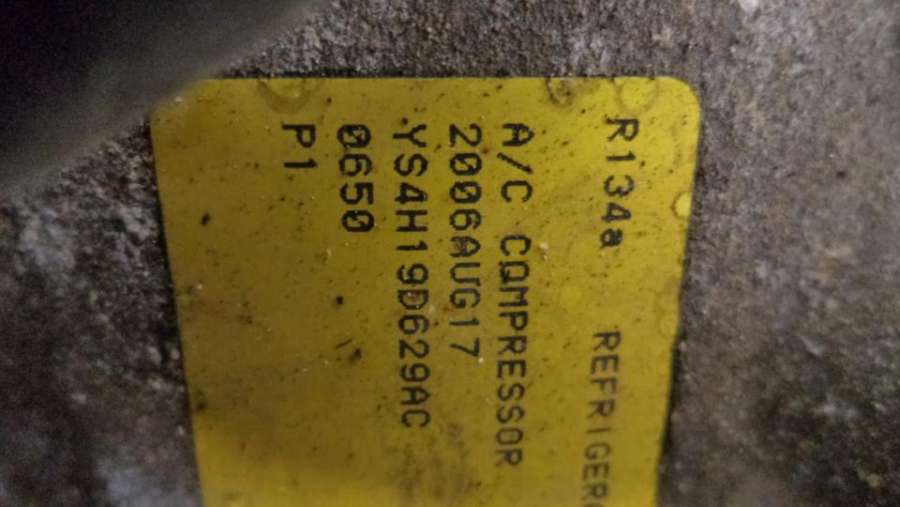 R134a REFRIGER
A/C COMPRESSOR
2006AUG17
YS4H19D629AC
0650
P1